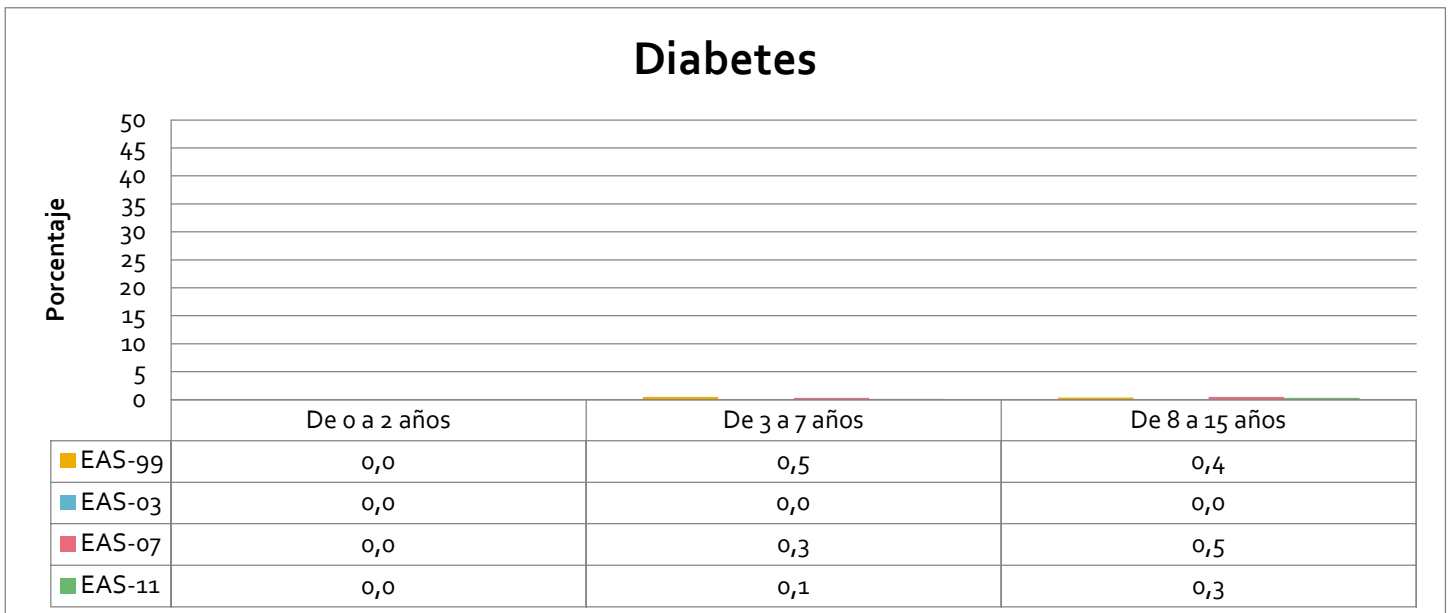 Diabetes
Porcentaje
50
45
40
35
30
25
20
15
10
5
0
De 0 a 2 años De 3 a 7 años De 8 a 15 años
EAS-99 0,0 0,5 0,4
EAS-03 0,0 0,0 0,0
EAS-07 0,0 0,3 0,5
EAS-11 0,0 0,1 0,3